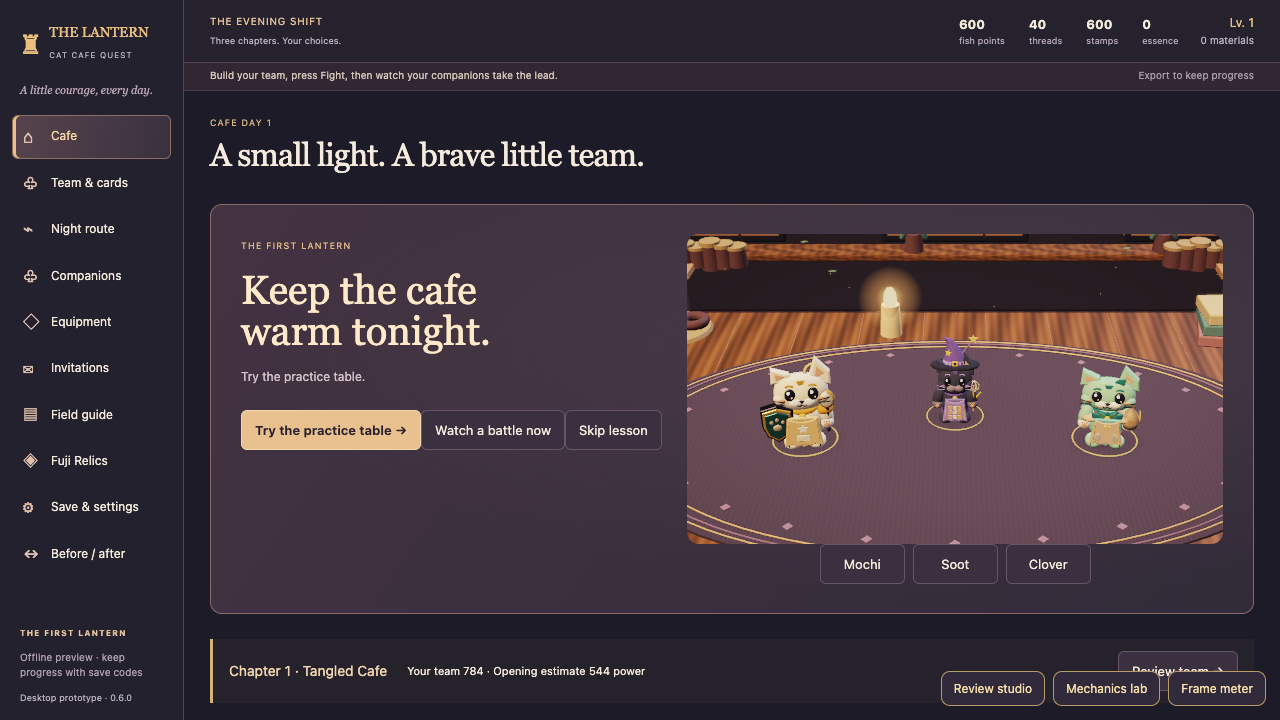 THE LANTERN
CAT CAFE QUEST
A little courage, every day.
Cafe
Team & cards
Night route
Companions
Equipment
Invitations
Field guide
Fuji Relics
Save & settings
Before / after
THE FIRST LANTERN
Offline preview · keep
progress with save codes
Desktop prototype · 0.6.0
THE EVENING SHIFT
Three chapters. Your choices.
600
fish points
40
threads
600
stamps
0
essence
Lv. 1
0 materials
Build your team, press Fight, then watch your companions take the lead.
Export to keep progress
CAFE DAY 1
A small light. A brave little team.
THE FIRST LANTERN
Keep the cafe
warm tonight.
Try the practice table.
Try the practice table →
Watch a battle now
Skip lesson
Mochi
Soot
Clover
Chapter 1 · Tangled Cafe
Your team 784 · Opening estimate 544 power
Review team →
Review studio
Mechanics lab
Frame meter